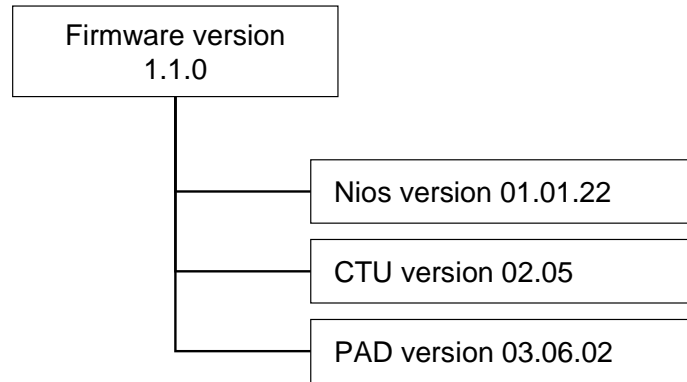 Firmware version
1.1.0
Nios version 01.01.22
CTU version 02.05
PAD version 03.06.02